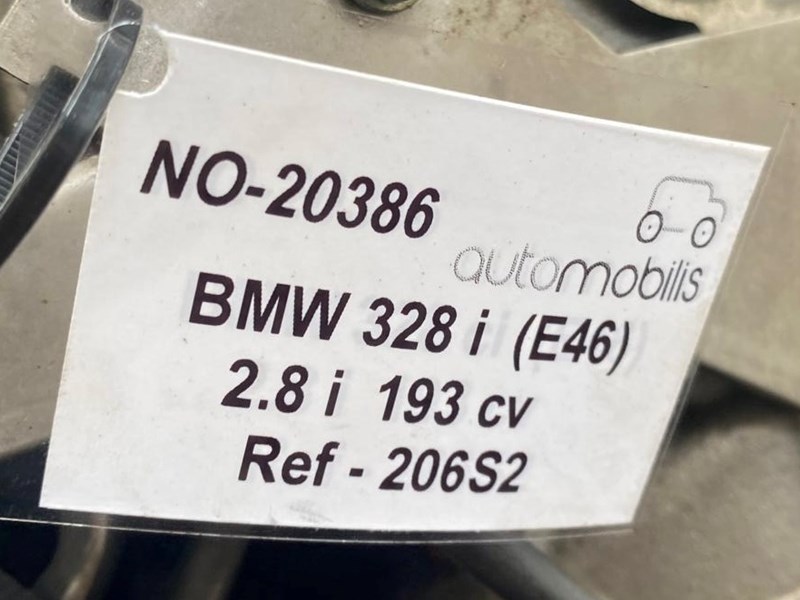 NO-20386
automobilis
BMW 328 i (E46)
2.8 i 193 cv
Ref - 206S2